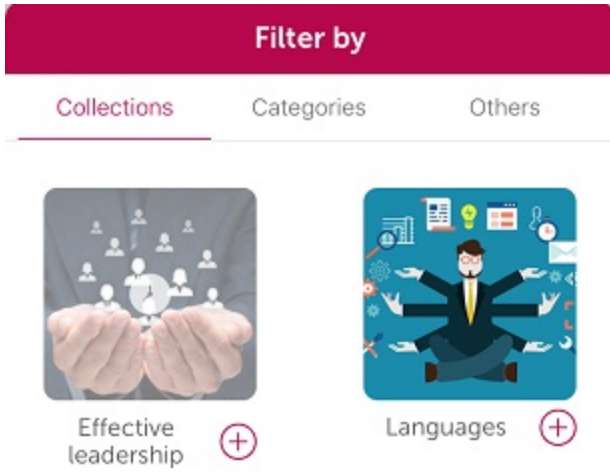 Filter by
Collections Categories Others
Effective
leadership
Languages